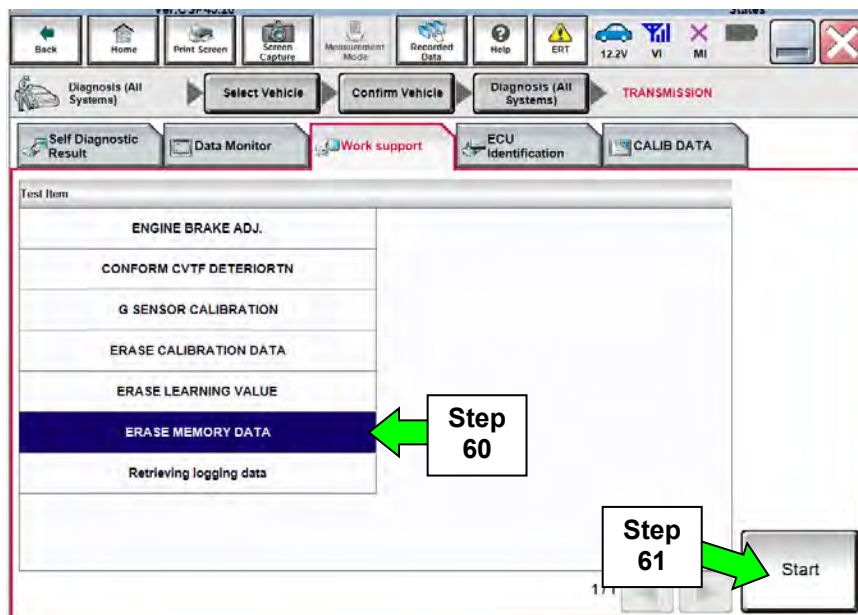 Back
Home
Print Screen
Screen
Capture
Measurement
Mode
Recorded
Data
Help
ERT
12.2V
VI
MI
Diagnosis (All
Systems)
Select Vehicle
Confirm Vehicle
Diagnosis (All
Systems)
TRANSMISSION
Self Diagnostic
Result
Data Monitor
Work support
ECU
Identification
CALIB DATA
Test Item
ENGINE BRAKE ADJ.
CONFORM CVTF DETERIORTN
G SENSOR CALIBRATION
ERASE CALIBRATION DATA
ERASE LEARNING VALUE
ERASE MEMORY DATA
Retrieving logging data
Step
60
Step
61
Start